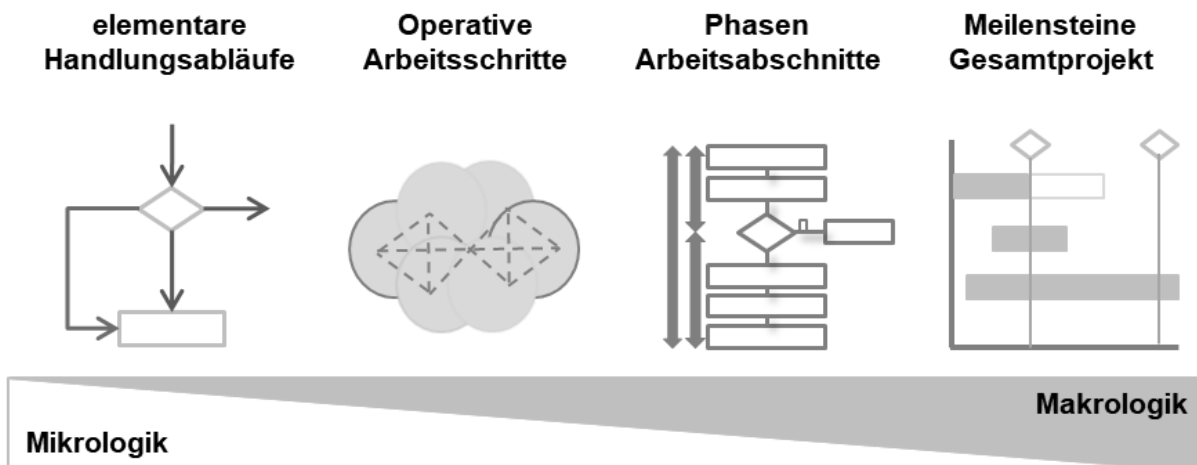 elementare
Handlungsabläufe
Operative
Arbeitsschritte
Phasen
Arbeitsabschnitte
Meilensteine
Gesamtprojekt
Makrologik
Mikrologik